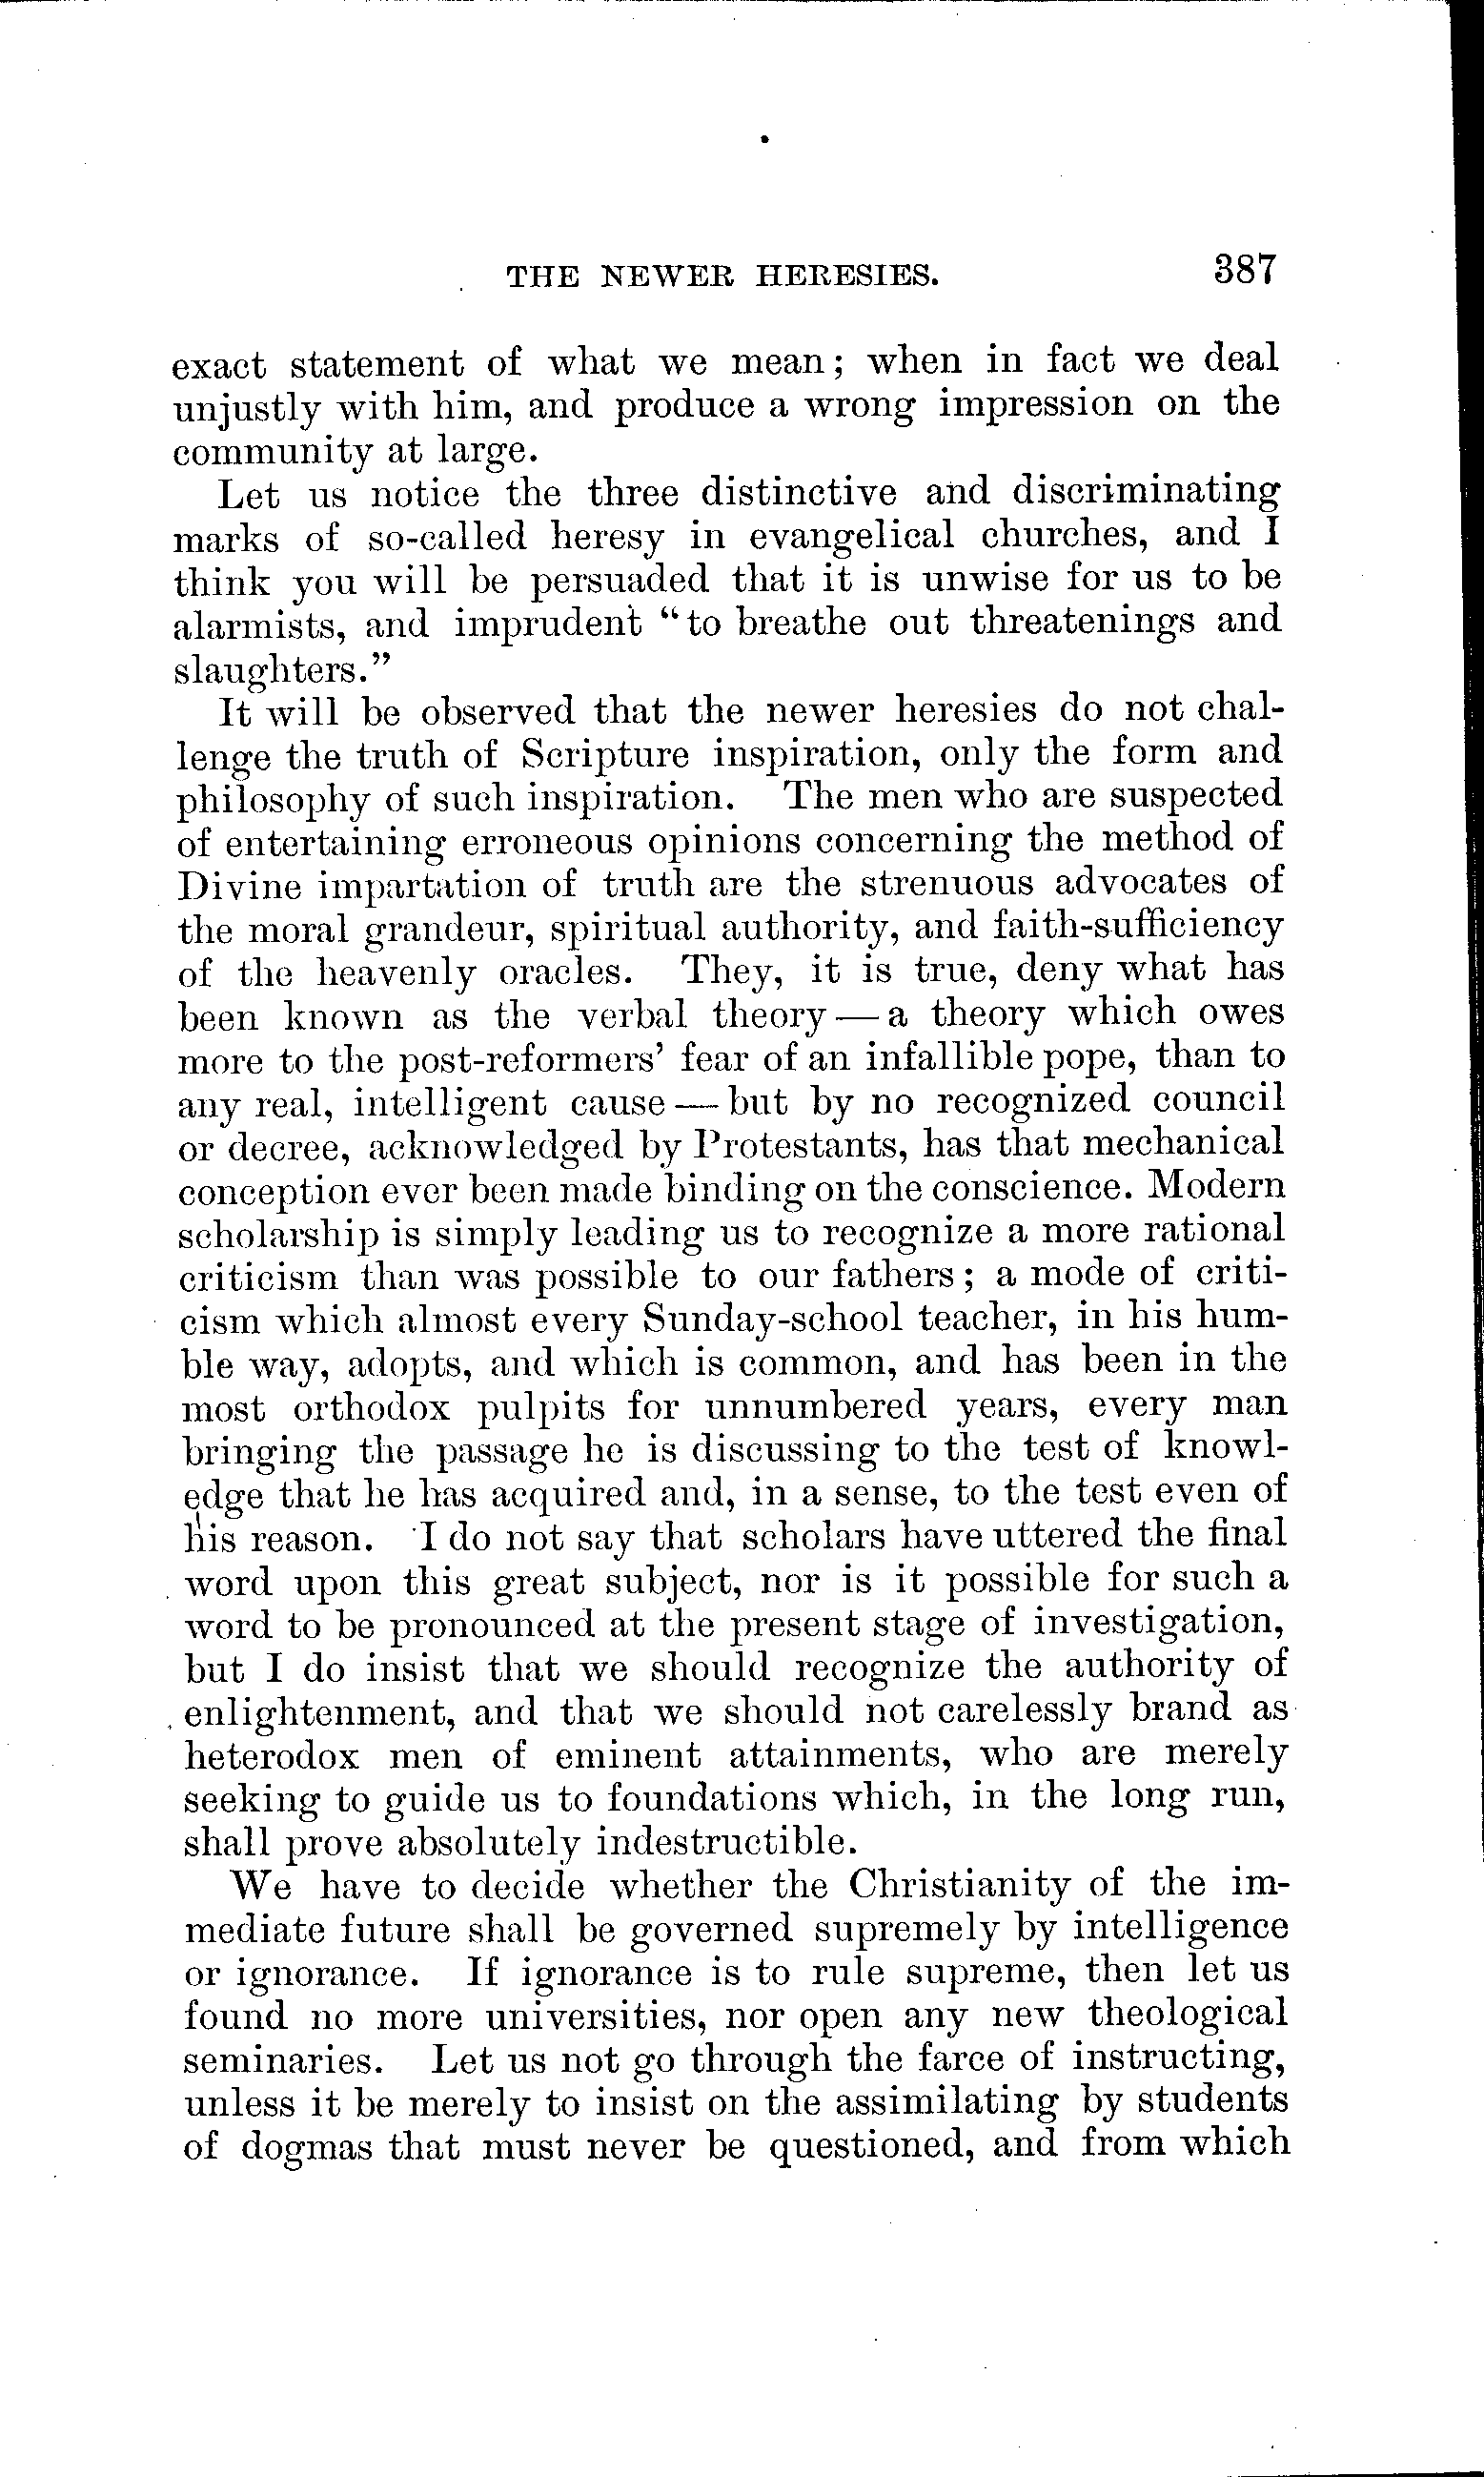 THE NEWER HERESIES. 387
exact statement of what we mean; when in fact we deal
unjustly with him, and produce a wrong impression on the
community at large.
Let us notice the three distinctive and discriminating
marks of so-called heresy in evangelical churches, and I
think you will be persuaded that it is unwise for us to be
alarmists, and imprudent “to breathe out threatenings and
slaughters.”
It will be observed that the newer heresies do not chal-
lenge the truth of Scripture inspiration, only the form and
philosophy of such inspiration. The men who are suspected
of entertaining erroneous opinions concerning the method of
Divine impartation of truth are the strenuous advocates of
the moral grandeur, spiritual authority, and faith-sufficiency
of the heavenly oracles. They, it is true, deny what has
been known as the verbal theory — a theory which owes
more to the post-reformers’ fear of an infallible pope, than to
any real, intelligent cause — but by no recognized council
or decree, acknowledged by Protestants, has that mechanical
conception ever been made binding on the conscience. Modern
scholarship is simply leading us to recognize a more rational
criticism than was possible to our fathers; a mode of criti-
cism which almost every Sunday-school teacher, in his hum-
ble way, adopts, and which is common, and has been in the
most orthodox pulpits for unnumbered years, every man
bringing the passage he is discussing to the test of knowl-
edge that he has acquired and, in a sense, to the test even of
his reason. I do not say that scholars have uttered the final
word upon this great subject, nor is it possible for such a
word to be pronounced at the present stage of investigation,
but I do insist that we should recognize the authority of
enlightenment, and that we should not carelessly brand as
heterodox men of eminent attainments, who are merely
seeking to guide us to foundations which, in the long run,
shall prove absolutely indestructible.
We have to decide whether the Christianity of the im-
mediate future shall be governed supremely by intelligence
or ignorance. If ignorance is to rule supreme, then let us
found no more universities, nor open any new theological
seminaries. Let us not go through the farce of instructing,
unless it be merely to insist on the assimilating by students
of dogmas that must never be questioned, and from which